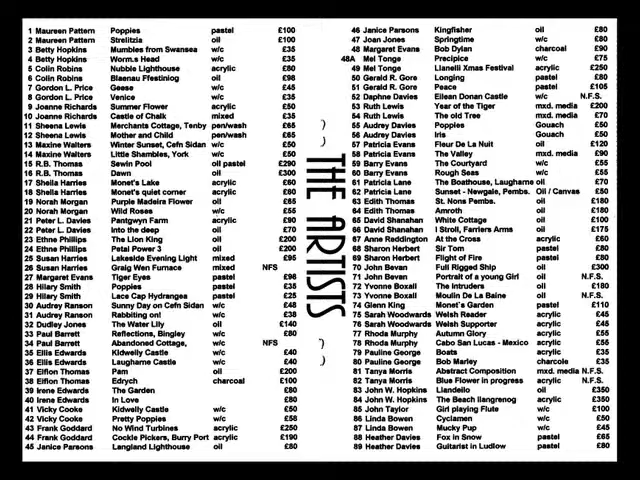 1 Maureen Pattern Poppies pastel £100
2 Maureen Pattern Strelitzia oil £100
3 Betty Hopkins Mumbles from Swansea w/c £35
4 Betty Hopkins Worm.s Head w/c £35
5 Colin Robins Nubble Lighthouse acrylic £80
6 Colin Robins Blaenau Ffestiniog oil £98
7 Gordon L. Price Geese w/c £45
8 Gordon L. Price Venice w/c £35
9 Joanne Richards Summer Flower acrylic £50
10 Joanne Richards Castle of Chalk mixed £35
11 Sheena Lewis Merchants Cottage, Tenby pen/wash £65
12 Sheena Lewis Mother and Child pen/wash £65
13 Maxine Walters Winter Sunset, Cefn Sidan w/c £50
14 Maxine Walters Little Shambles, York w/c £50
15 R.B. Thomas Sewin Pool oil pastel £290
16 R.B. Thomas Dawn oil £300
17 Sheila Harries Monet's Lake acrylic £60
18 Sheila Harries Monet's quiet corner acrylic £80
19 Norah Morgan Purple Madeira Flower oil £65
20 Norah Morgan Wild Roses w/c £55
21 Peter L. Davies Pantgwyn Farm acrylic £90
22 Peter L. Davies Into the deep oil £70
23 Ethne Phillips The Lion King oil £200
24 Ethne Phillips Petal Power 3 oil £200
25 Susan Harries Lakeside Evening Light mixed £95
26 Susan Harries Graig Wen Furnace mixed NFS
27 Margaret Evans Tiger Eyes pastel £96
28 Hilary Smith Poppies mixed £35
29 Hilary Smith Lace Cap Hydrangea pastel £25
30 Audrey Ranson Sunny Day on Cefn Sidan w/c £48
31 Audrey Ranson Rabbiting on! w/c £38
32 Dudley Jones The Water Lily oil £140
33 Paul Barrett Reflections, Bingley w/c £80
34 Paul Barrett Abandoned Cottage, w/c NFS
35 Ellis Edwards Kidwelly Castle w/c £40
36 Ellis Edwards Laugharne Castle w/c £40
37 Elfion Thomas Pam oil £200
38 Elfion Thomas Edrych charcoal £100
39 Irene Edwards The Garden £80
40 Irene Edwards In Love £80
41 Vicky Cooke Kidwelly Castle w/c £50
42 Vicky Cooke Pretty Poppies w/c £58
43 Frank Goddard No Wind Turbines acrylic £250
44 Frank Goddard Cockle Pickers, Burry Port acrylic £190
45 Janice Parsons Langland Lighthouse oil £80
THE ARTISTS
46 Janice Parsons Kingfisher oil £80
47 Joan Jones Springtime w/c £80
48 Margaret Evans Bob Dylan charcoal £90
48A Mel Tonge Precipice w/c £75
49 Mel Tonge Llanelli Xmas Festival acrylic £250
50 Gerald R. Gore Longing pastel £80
51 Gerald R. Gore Peace pastel £105
52 Daphne Davies Eilean Donan Castle w/c N.F.S.
53 Ruth Lewis Year of the Tiger mxd. media £200
54 Ruth Lewis The old Tree mxd. media £70
55 Audrey Davies Poppies Gouach £50
56 Audrey Davies Iris Gouach £50
57 Patricia Evans Fleur De La Nuit oil £120
58 Patricia Evans The Valley mxd. media £90
59 Barry Evans The Courtyard w/c £55
60 Barry Evans Rough Seas w/c £55
61 Patricia Lane The Boathouse, Laugharne oil £70
62 Patricia Lane Sunset - Newgale, Pembs. Oil / Canvas £50
63 Edith Thomas St. Nons Pembs. oil £180
64 Edith Thomas Amroth oil £180
65 David Shanahan White Cottage oil £100
66 David Shanahan I Stroll, Farriers Arms oil £175
67 Anne Reddington At the Cross acrylic £60
68 Sharon Herbert Sir Tom pastel £80
69 Sharon Herbert Flight of Fire pastel £80
70 John Bevan Full Rigged Ship oil £300
71 John Bevan Portrait of a young Girl oil N.F.S.
72 Yvonne Boxall The Intruders oil £180
73 Yvonne Boxall Moulin De La Baine oil N.F.S.
74 Glenn King Monet's Garden pastel £110
75 Sarah Woodwards Welsh Reader acrylic £45
76 Sarah Woodwards Welsh Supporter acrylic £45
77 Rhoda Murphy Autumn Glory acrylic £55
78 Rhoda Murphy Cabo San Lucas - Mexico acrylic £55
79 Pauline George Boats acrylic £35
80 Pauline George Bob Marley charcole £35
81 Tanya Morris Abstract Composition mxd. media N.F.S.
82 Tanya Morris Blue Flower in progress acrylic N.F.S.
83 John W. Hopkins Llandeilo oil £350
84 John W. Hopkins The Beach llangrenog acrylic £350
85 John Taylor Girl playing Flute w/c £100
86 Linda Bowen Cyclamen w/c £50
87 Linda Bowen Mucky Pup w/c £45
88 Heather Davies Fox in Snow pastel £65
89 Heather Davies Guitarist in Ludlow pastel £80